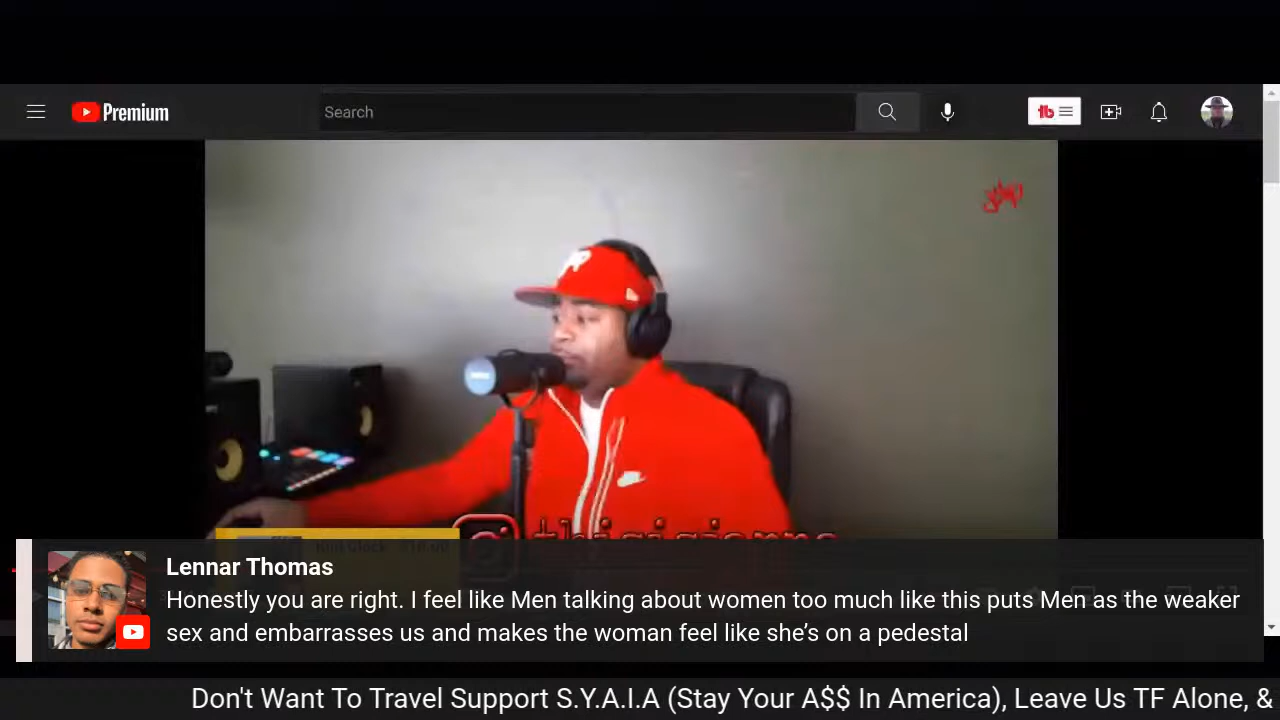 Premium
Search
Lennar Thomas
Honestly you are right. I feel like Men talking about women too much like this puts Men as the weaker
sex and embarrasses us and makes the woman feel like she’s on a pedestal
Don't Want To Travel Support S.Y.A.I.A (Stay Your A$$ In America), Leave Us TF Alone, &